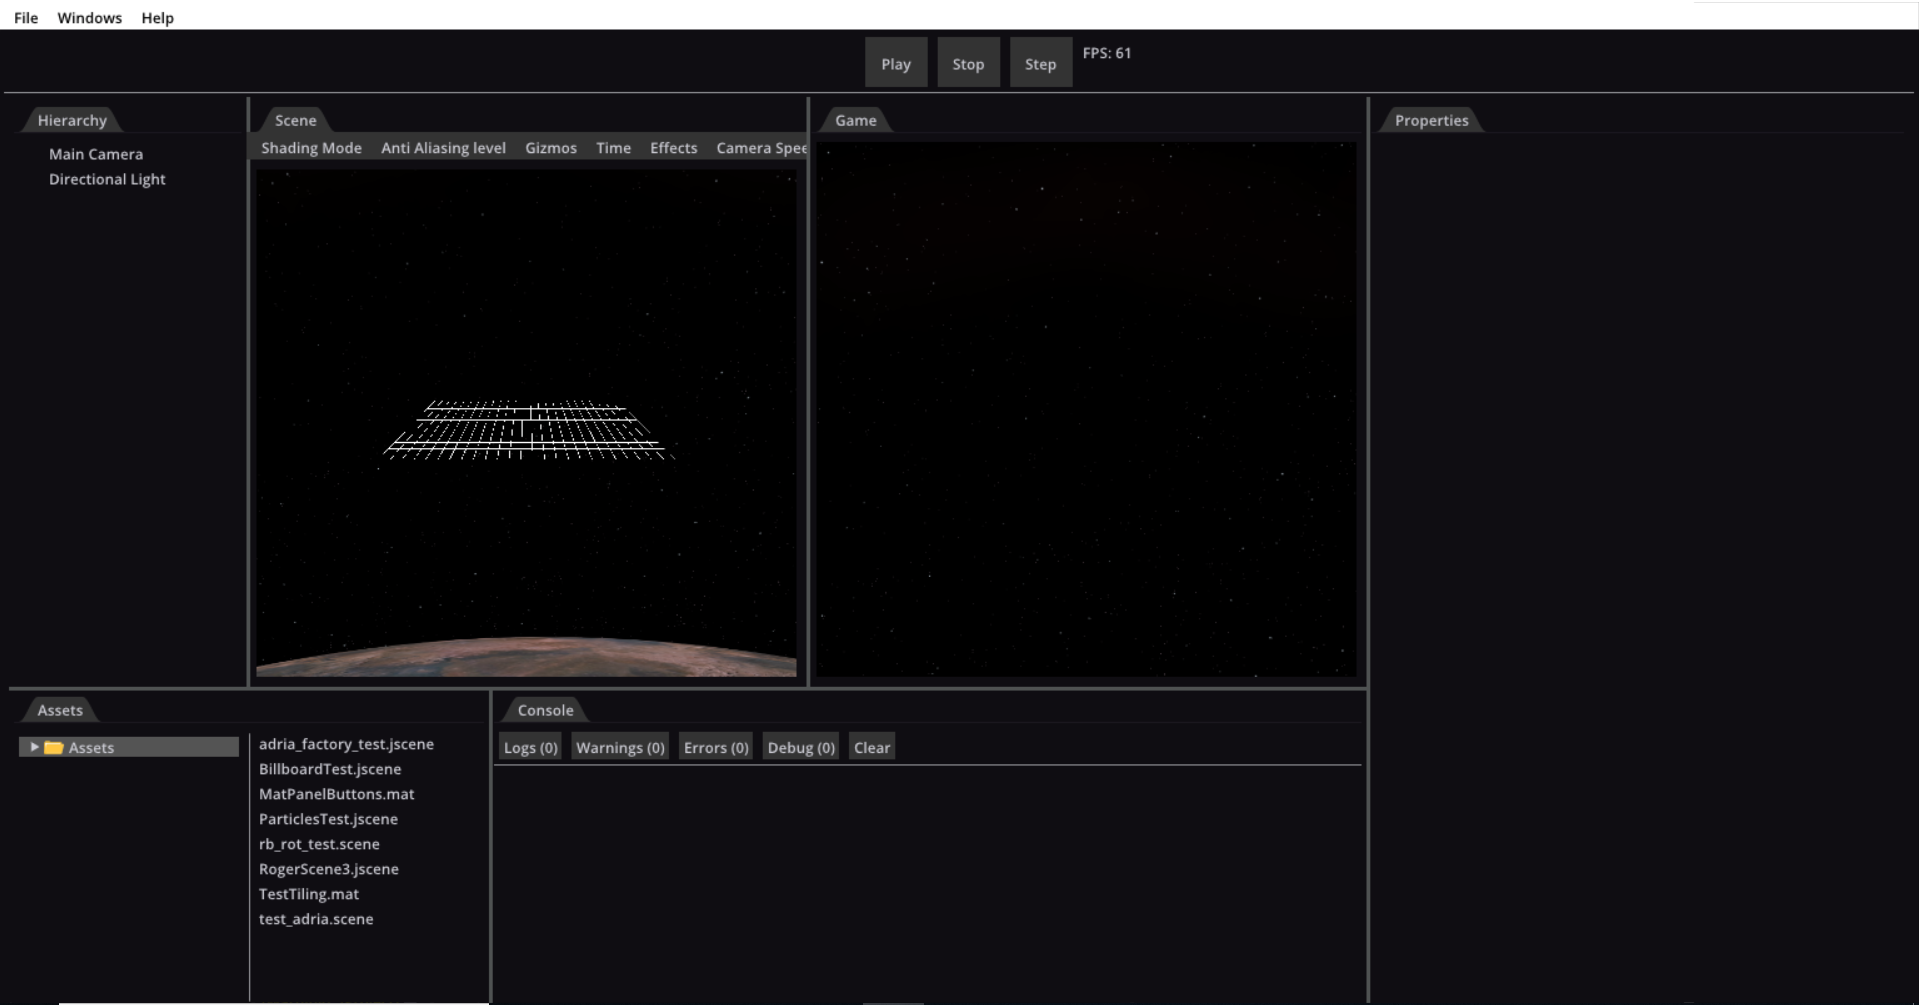 File Windows Help
Play Stop Step FPS: 61
Hierarchy
Main Camera
Directional Light
Scene
Shading Mode Anti Aliasing level Gizmos Time Effects Camera Spee
Game
Properties
Assets
Assets
adria_factory_test.jscene
BillboardTest.jscene
MatPanelButtons.mat
ParticlesTest.jscene
rb_rot_test.scene
RogerScene3.jscene
TestTiling.mat
test_adria.scene
Console
Logs (0) Warnings (0) Errors (0) Debug (0) Clear